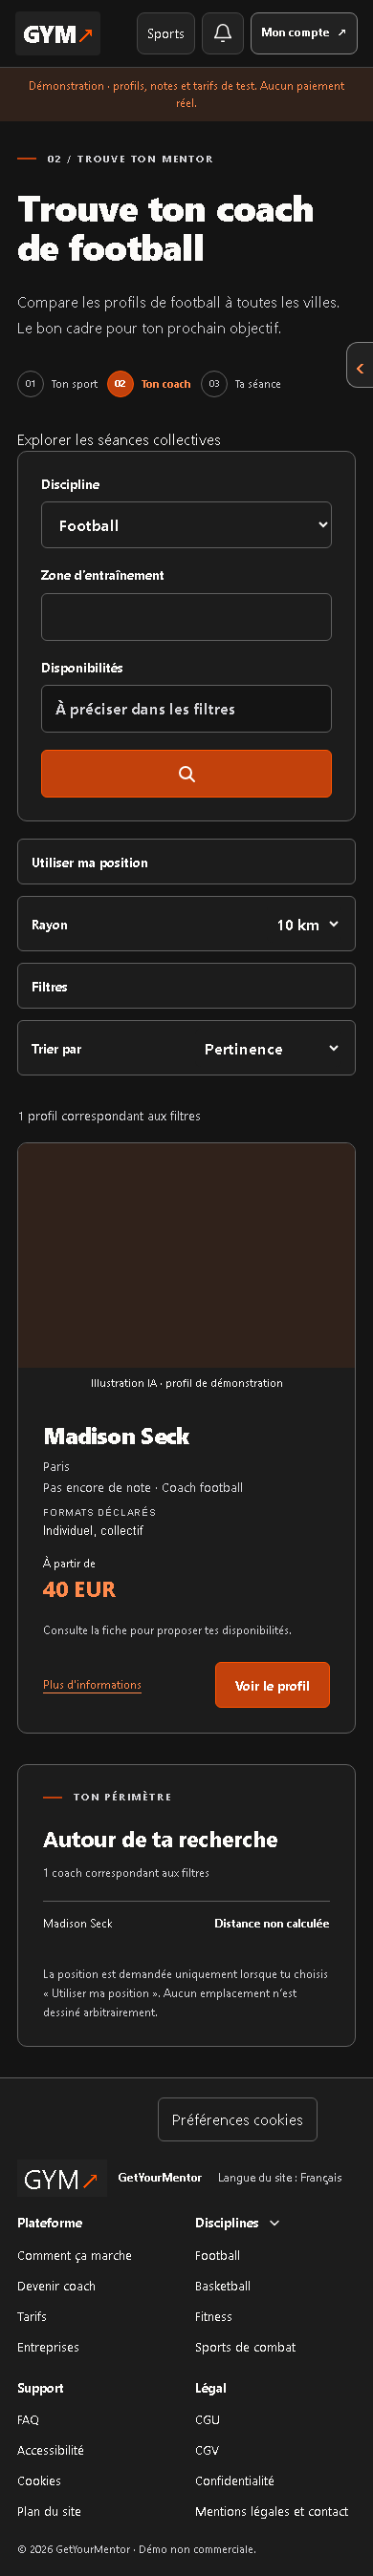 GYM↗
Sports
Mon compte ↗
Démonstration · profils, notes et tarifs de test. Aucun paiement
réel.
02 / TROUVE TON MENTOR
Trouve ton coach
de football
Compare les profils de football à toutes les villes.
Le bon cadre pour ton prochain objectif.
01 Ton sport 02 Ton coach 03 Ta séance
Explorer les séances collectives
Discipline
Football
Zone d'entraînement
Disponibilités
À préciser dans les filtres
Utiliser ma position
Rayon 10 km
Filtres
Trier par Pertinence
1 profil correspondant aux filtres
Illustration IA · profil de démonstration
Madison Seck
Paris
Pas encore de note · Coach football
FORMATS DÉCLARÉS
Individuel, collectif
À partir de
40 EUR
Consulte la fiche pour proposer tes disponibilités.
Plus d'informations
Voir le profil
TON PÉRIMÈTRE
Autour de ta recherche
1 coach correspondant aux filtres
Madison Seck Distance non calculée
La position est demandée uniquement lorsque tu choisis
« Utiliser ma position ». Aucun emplacement n'est
dessiné arbitrairement.
Préférences cookies
GYM↗ GetYourMentor Langue du site : Français
Plateforme
Comment ça marche
Devenir coach
Tarifs
Entreprises
Disciplines
Football
Basketball
Fitness
Sports de combat
Support
FAQ
Accessibilité
Cookies
Plan du site
Légal
CGU
CGV
Confidentialité
Mentions légales et contact
© 2026 GetYourMentor · Démo non commerciale.